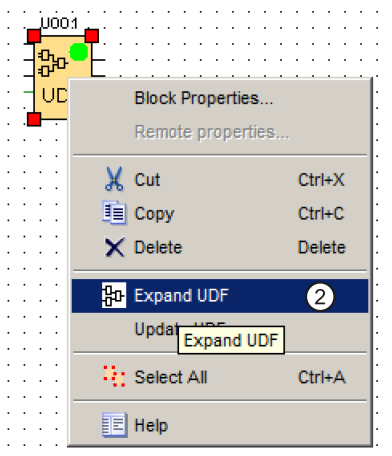 U001
UD
Block Properties...
Remote properties...
Cut Ctrl+X
Copy Ctrl+C
Delete Delete
Expand UDF 2
Expand UDF
Select All Ctrl+A
Help